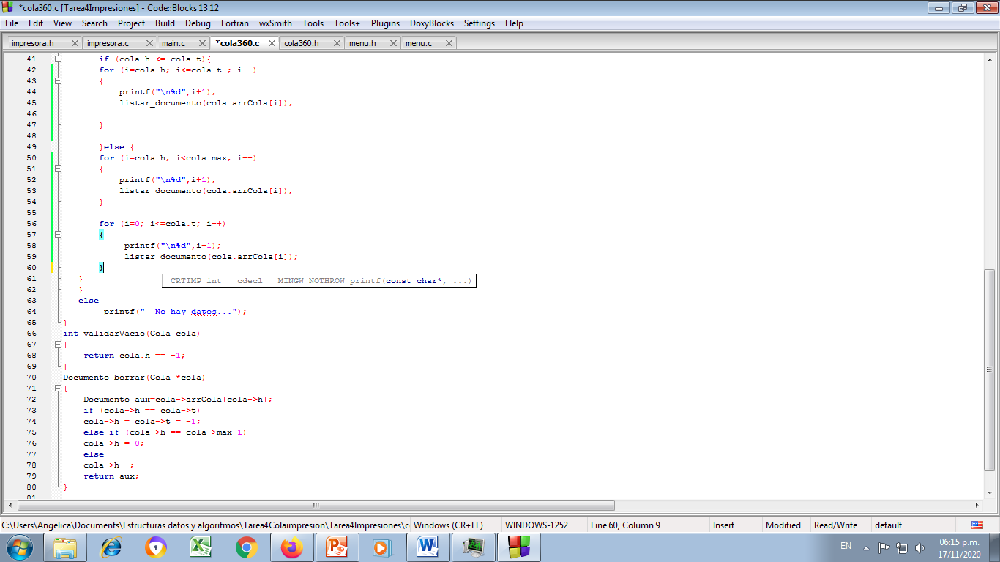 *cola360.c [Tarea4Impresiones] - Code::Blocks 13.12
File Edit View Search Project Build Debug Fortran wxSmith Tools Tools+ Plugins DoxyBlocks Settings Help
impresora.h impresora.c main.c *cola360.c cola360.h menu.h menu.c
41 if (cola.h <= cola.t){
42 for (i=cola.h; i<=cola.t ; i++)
43 {
44 printf("\n%d",i+1);
45 listar_documento(cola.arrCola[i]);
46
47 }
48
49 }else {
50 for (i=cola.h; i<cola.max; i++)
51 {
52 printf("\n%d",i+1);
53 listar_documento(cola.arrCola[i]);
54 }
55
56 for (i=0; i<=cola.t; i++)
57 {
58 printf("\n%d",i+1);
59 listar_documento(cola.arrCola[i]);
60 }
61 }
_CRTIMP int __cdecl __MINGW_NOTHROW printf(const char*, ...)
62 }
63 else
64 printf("  No hay datos...");
65 }
66 int validarVacio(Cola cola)
67 {
68 return cola.h == -1;
69 }
70 Documento borrar(Cola *cola)
71 {
72 Documento aux=cola->arrCola[cola->h];
73 if (cola->h == cola->t)
74 cola->h = cola->t = -1;
75 else if (cola->h == cola->max-1)
76 cola->h = 0;
77 else
78 cola->h++;
79 return aux;
80 }
81
C:\Users\Angelica\Documents\Estructuras datos y algoritmos\Tarea4Colaimpresion\Tarea4Impresiones\c Windows (CR+LF) WINDOWS-1252 Line 60, Column 9 Insert Modified Read/Write default
EN 06:15 p.m.
17/11/2020